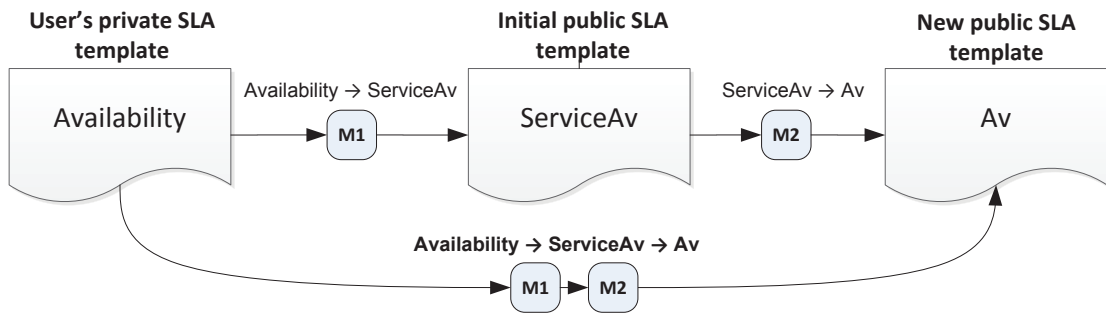 User's private SLA
template
Initial public SLA
template
New public SLA
template
Availability → ServiceAv
ServiceAv → Av
Availability
M1
ServiceAv
M2
Av
Availability → ServiceAv → Av
M1
M2